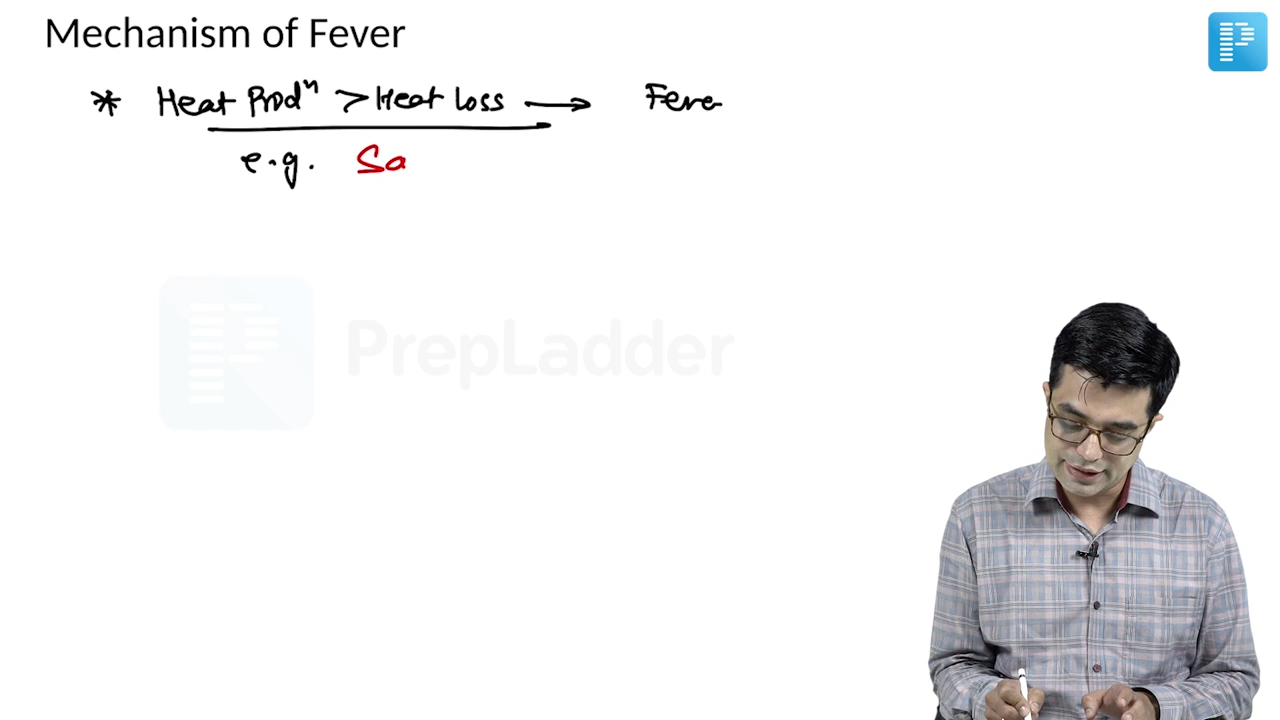 Mechanism of Fever
* Heat Prodⁿ > Heat Loss → Feve
e.g. Sa
PrepLadder